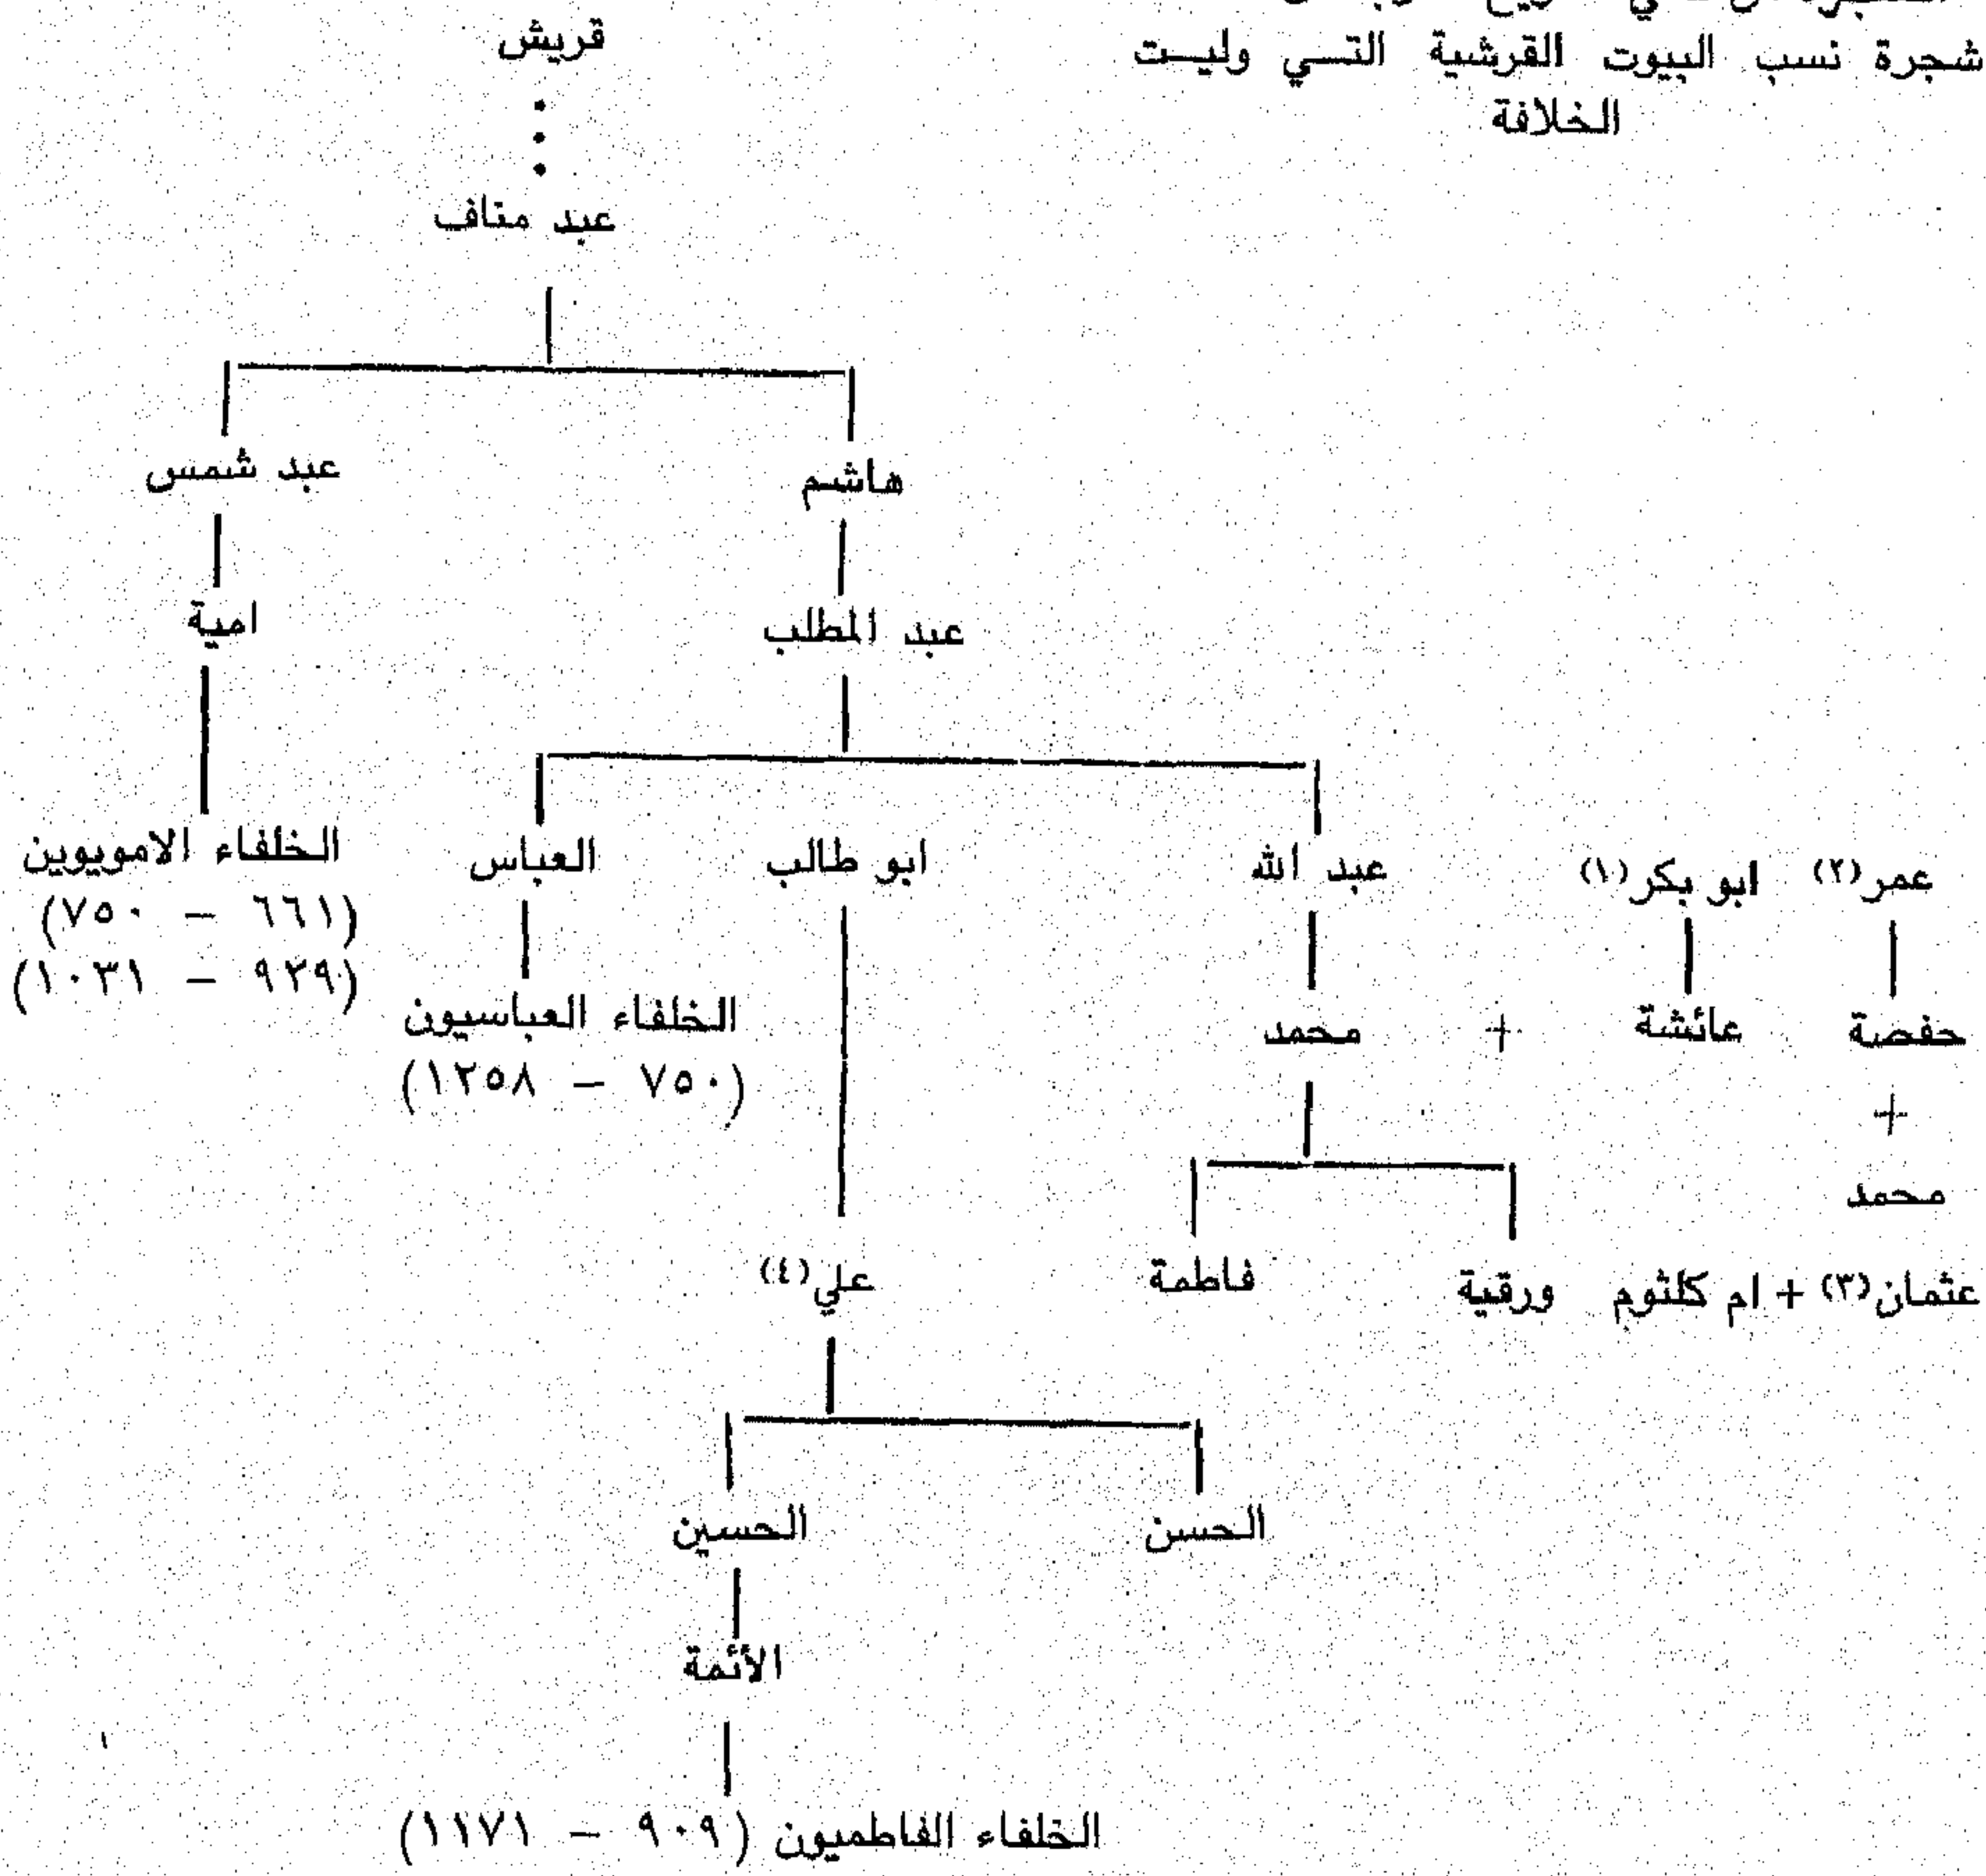 شجرة نسب البيوت القرشية التي وليت
الخلافة
قريش
عبد مناف
هاشم
عبد شمس
عبد المطلب
امية
عمر (٢)
ابو بكر (١)
عبد الله
ابو طالب
العباس
الخلفاء الامويوين
(٦٦١ – ٧٥٠)
(٩٢٩ – ١٠٣١)
حفصة
عائشة
+
محمد
الخلفاء العباسيون
(٧٥٠ – ١٢٥٨)
+
محمد
عثمان (٣) + ام كلثوم
ورقية
فاطمة
علي (٤)
الحسن
الحسين
الأئمة
الخلفاء الفاطميون (٩٠٩ – ١١٧١)